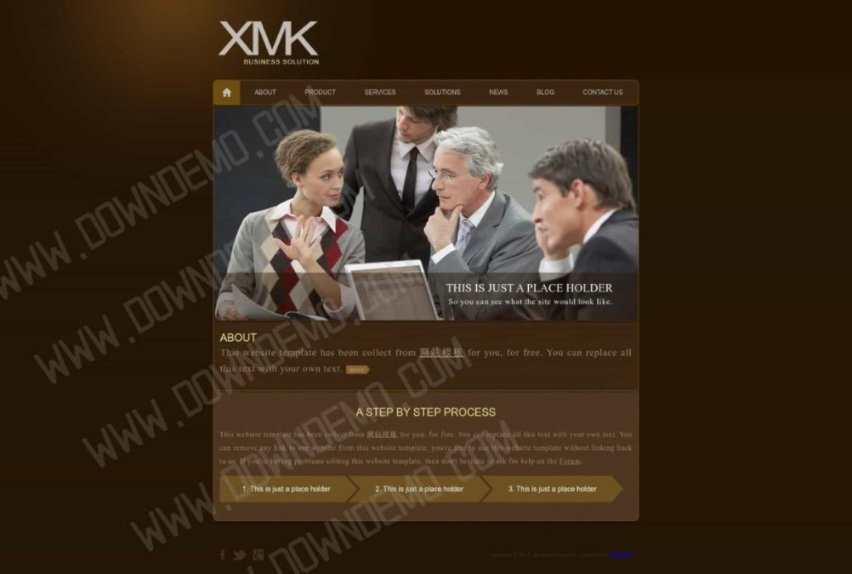 XMK
BUSINESS SOLUTION
ABOUT PRODUCT SERVICES SOLUTIONS NEWS BLOG CONTACT US
THIS IS JUST A PLACE HOLDER
So you can see what the site would look like.
ABOUT
This website template has been collect from 网站模板 for you, for free. You can replace all
this text with your own text. more
A STEP BY STEP PROCESS
This website template has been collect from 网站模板 for you, for free. You can replace all this text with your own text. You
can remove any link to our website from this website template, you're free to use this website template without linking back
to us. If you're having problems editing this website template, then don't hesitate to ask for help on the Forum.
1. This is just a place holder 2. This is just a place holder 3. This is just a place holder
WWW.DOWNDEMO.COM
WWW.DOWNDEMO.COM
WWW.DOWNDEMO.COM
WWW.DOWNDEMO.COM